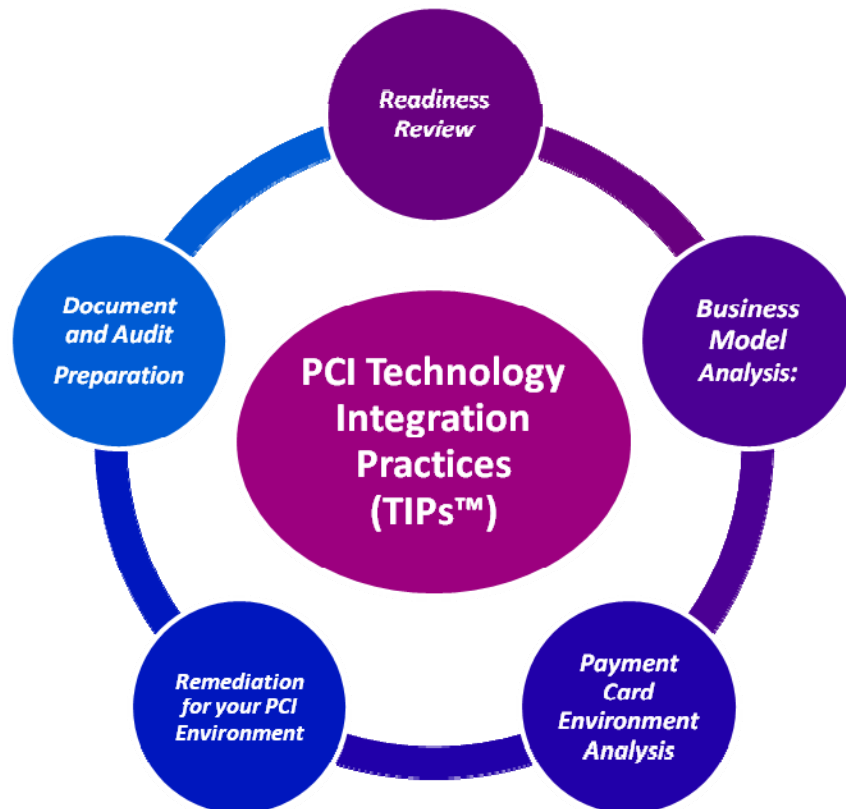 Readiness
Review
Business
Model
Analysis:
Payment
Card
Environment
Analysis
Remediation
for your PCI
Environment
Document
and Audit
Preparation
PCI Technology
Integration
Practices
(TIPs™)